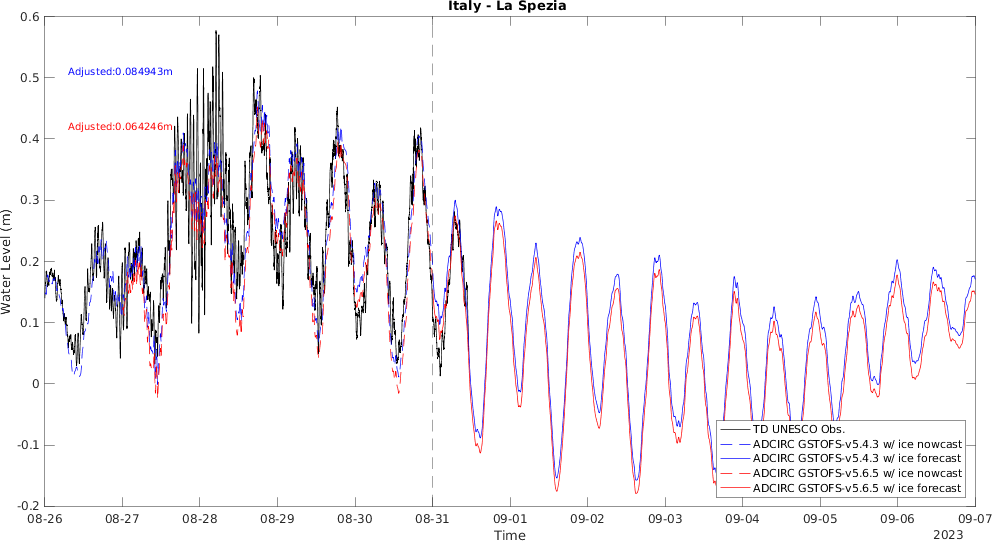 Italy - La Spezia
0.6
0.5
0.4
0.3
0.2
0.1
0
-0.1
-0.2
Water Level (m)
Adjusted:0.084943m
Adjusted:0.064246m
TD UNESCO Obs.
ADCIRC GSTOFS-v5.4.3 w/ ice nowcast
ADCIRC GSTOFS-v5.4.3 w/ ice forecast
ADCIRC GSTOFS-v5.6.5 w/ ice nowcast
ADCIRC GSTOFS-v5.6.5 w/ ice forecast
08-26 08-27 08-28 08-29 08-30 08-31 09-01 09-02 09-03 09-04 09-05 09-06 09-07
Time
2023